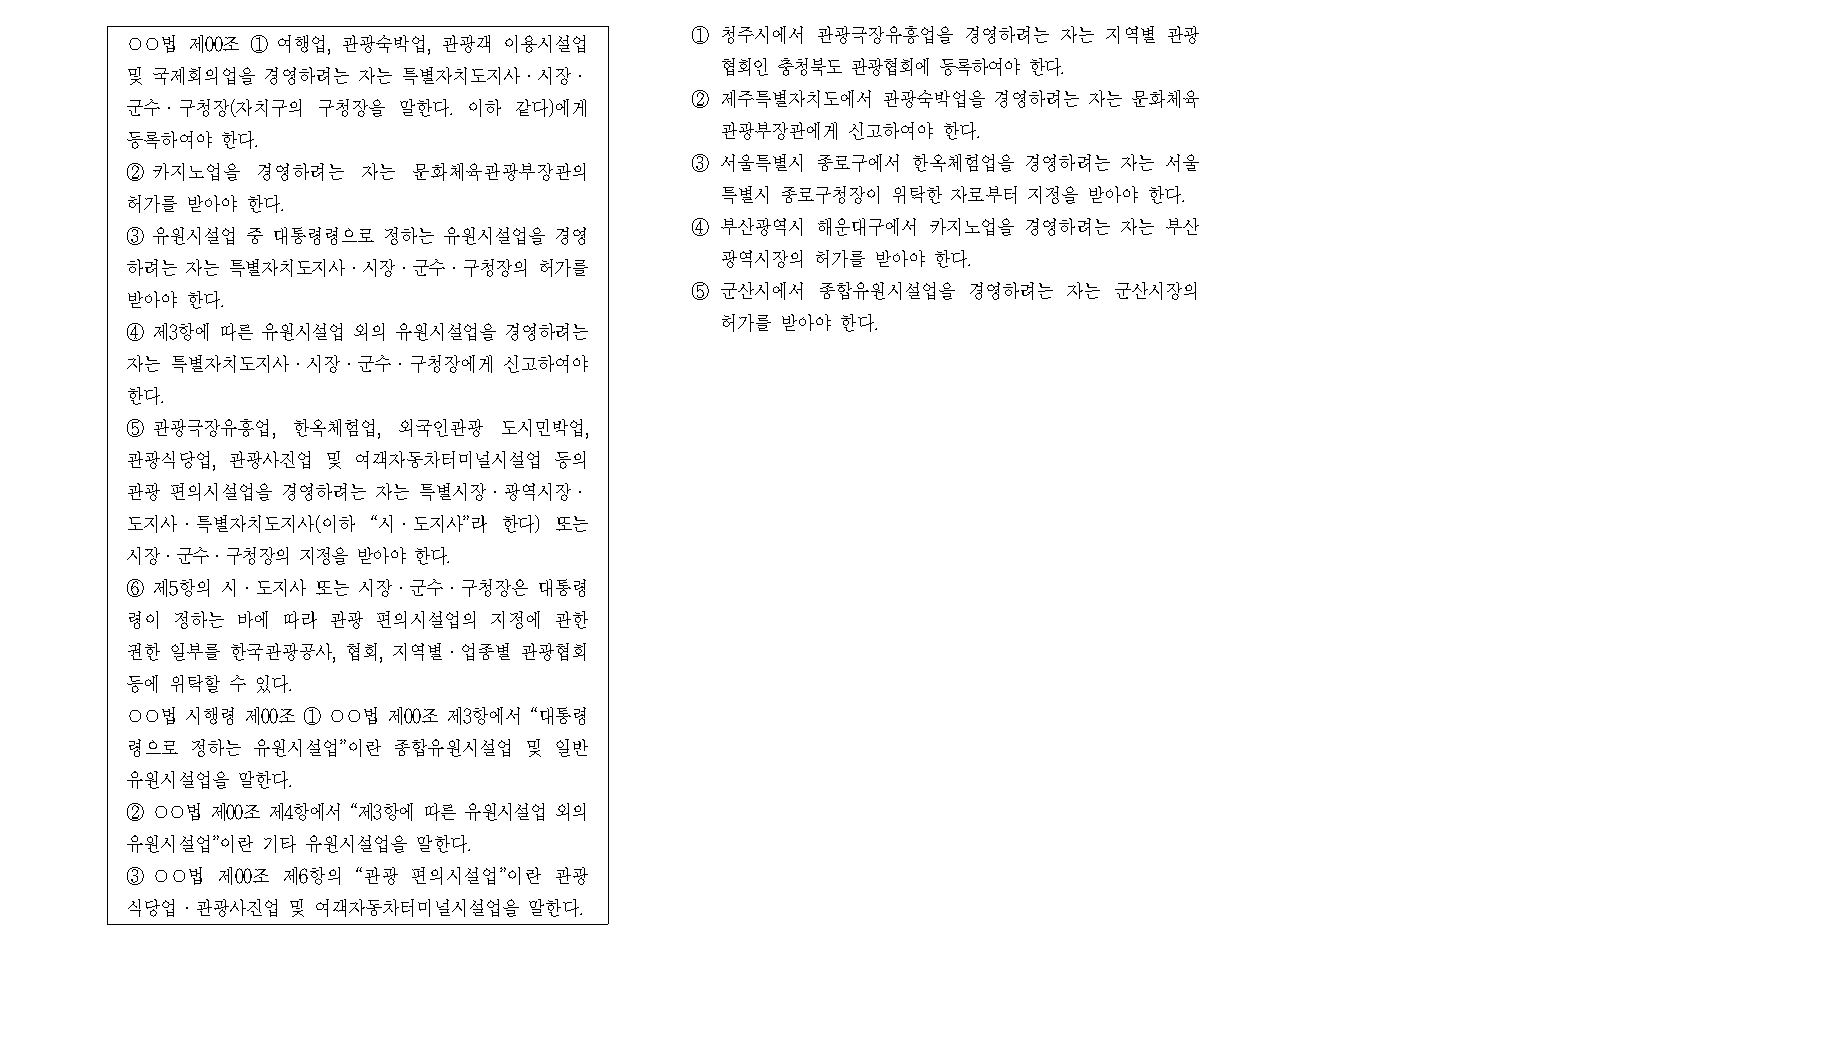 ○○법 제00조 ① 여행업, 관광숙박업, 관광객 이용시설업
및 국제회의업을 경영하려는 자는 특별자치도지사ㆍ시장ㆍ
군수ㆍ구청장(자치구의 구청장을 말한다. 이하 같다)에게
등록하여야 한다.
② 카지노업을 경영하려는 자는 문화체육관광부장관의
허가를 받아야 한다.
③ 유원시설업 중 대통령령으로 정하는 유원시설업을 경영
하려는 자는 특별자치도지사ㆍ시장ㆍ군수ㆍ구청장의 허가를
받아야 한다.
④ 제3항에 따른 유원시설업 외의 유원시설업을 경영하려는
자는 특별자치도지사ㆍ시장ㆍ군수ㆍ구청장에게 신고하여야
한다.
⑤ 관광극장유흥업, 한옥체험업, 외국인관광 도시민박업,
관광식당업, 관광사진업 및 여객자동차터미널시설업 등의
관광 편의시설업을 경영하려는 자는 특별시장ㆍ광역시장ㆍ
도지사ㆍ특별자치도지사(이하 “시ㆍ도지사”라 한다) 또는
시장ㆍ군수ㆍ구청장의 지정을 받아야 한다.
⑥ 제5항의 시ㆍ도지사 또는 시장ㆍ군수ㆍ구청장은 대통령
령이 정하는 바에 따라 관광 편의시설업의 지정에 관한
권한 일부를 한국관광공사, 협회, 지역별ㆍ업종별 관광협회
등에 위탁할 수 있다.
○○법 시행령 제00조 ① ○○법 제00조 제3항에서 “대통령
령으로 정하는 유원시설업”이란 종합유원시설업 및 일반
유원시설업을 말한다.
② ○○법 제00조 제4항에서 “제3항에 따른 유원시설업 외의
유원시설업”이란 기타 유원시설업을 말한다.
③ ○○법 제00조 제6항의 “관광 편의시설업”이란 관광
식당업ㆍ관광사진업 및 여객자동차터미널시설업을 말한다.
① 청주시에서 관광극장유흥업을 경영하려는 자는 지역별 관광
협회인 충청북도 관광협회에 등록하여야 한다.
② 제주특별자치도에서 관광숙박업을 경영하려는 자는 문화체육
관광부장관에게 신고하여야 한다.
③ 서울특별시 종로구에서 한옥체험업을 경영하려는 자는 서울
특별시 종로구청장이 위탁한 자로부터 지정을 받아야 한다.
④ 부산광역시 해운대구에서 카지노업을 경영하려는 자는 부산
광역시장의 허가를 받아야 한다.
⑤ 군산시에서 종합유원시설업을 경영하려는 자는 군산시장의
허가를 받아야 한다.